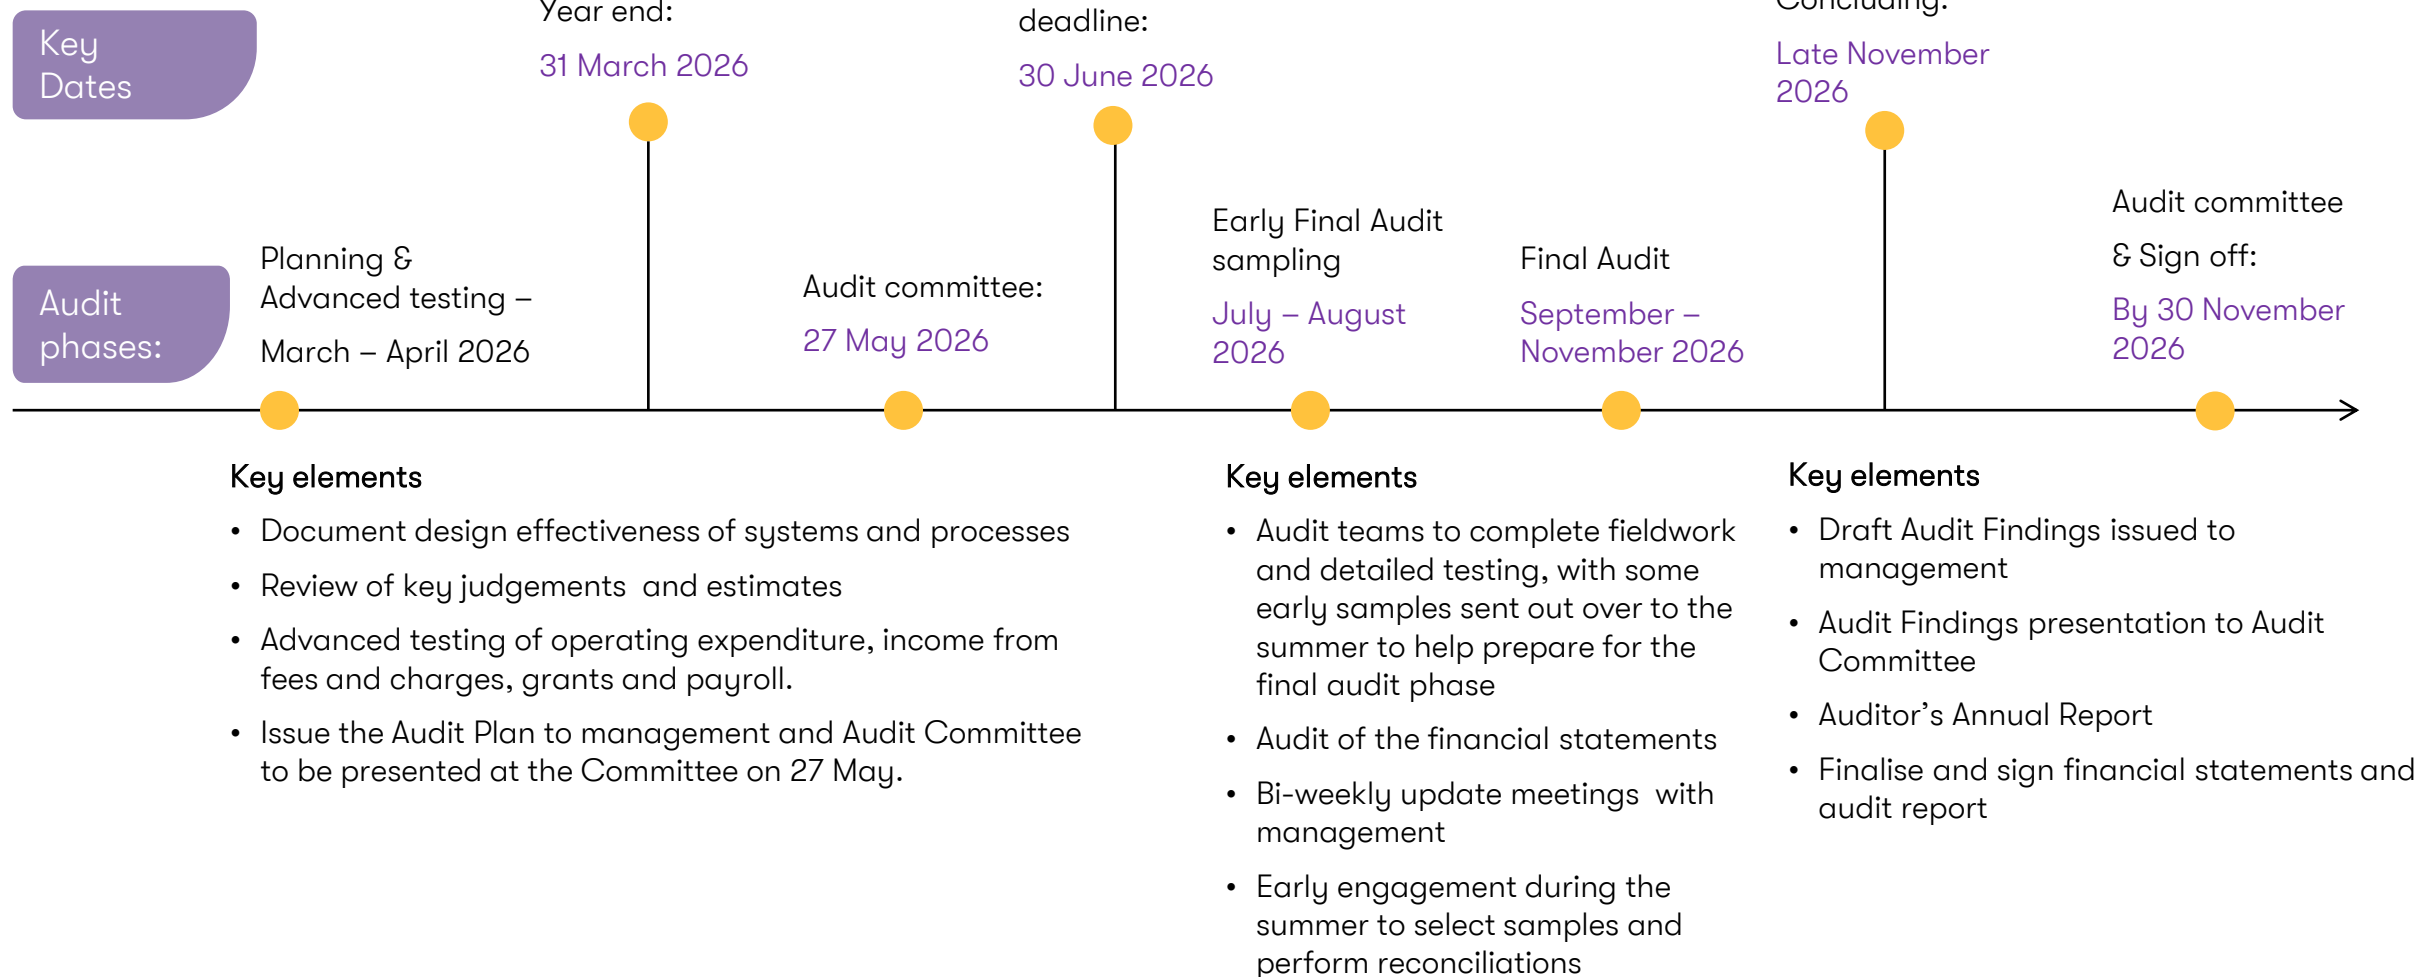 Key
Dates
Year end:
31 March 2026
deadline:
30 June 2026
Concluding:
Late November
2026
Audit
phases:
Planning &
Advanced testing –
March – April 2026
Audit committee:
27 May 2026
Early Final Audit
sampling
July – August
2026
Final Audit
September –
November 2026
Audit committee
& Sign off:
By 30 November
2026
Key elements
• Document design effectiveness of systems and processes
• Review of key judgements  and estimates
• Advanced testing of operating expenditure, income from
fees and charges, grants and payroll.
• Issue the Audit Plan to management and Audit Committee
to be presented at the Committee on 27 May.
Key elements
• Audit teams to complete fieldwork
and detailed testing, with some
early samples sent out over to the
summer to help prepare for the
final audit phase
• Audit of the financial statements
• Bi-weekly update meetings  with
management
• Early engagement during the
summer to select samples and
perform reconciliations
Key elements
• Draft Audit Findings issued to
management
• Audit Findings presentation to Audit
Committee
• Auditor’s Annual Report
• Finalise and sign financial statements and
audit report